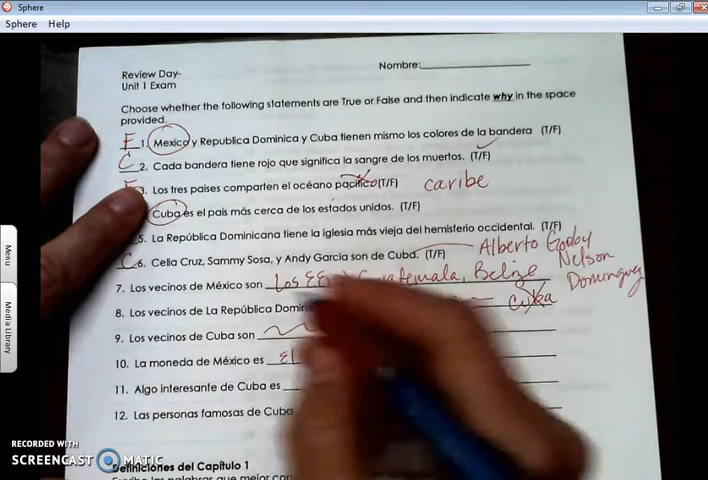 Sphere
Sphere Help
Nombre:
Review Day-
Unit 1 Exam
Choose whether the following statements are True or False and then indicate why in the space
provided.
F 1. Mexico y Republica Dominica y Cuba tienen mismo los colores de la bandera (T/F)
C 2. Cada bandera tiene rojo que significa la sangre de los muertos. (T/F)
F 3. Los tres paises comparten el océano pacifico(T/F) caribe
Cuba es el país más cerca de los estados unidos. (T/F)
5. La República Dominicana tiene la iglesia más vieja del hemisferio occidental. (T/F)
C 6. Celia Cruz, Sammy Sosa, y Andy Garcia son de Cuba. (T/F) Alberto
Nelson
Dominguez
7. Los vecinos de México son Los EE Guatemala, Belize
8. Los vecinos de La República Cuba
9. Los vecinos de Cuba son
10. La moneda de México es El
11. Algo interesante de Cuba es
12. Las personas famosas de Cuba
Definiciones del Capítulo 1
Menu
Media Library
RECORDED WITH
SCREENCAST MATIC